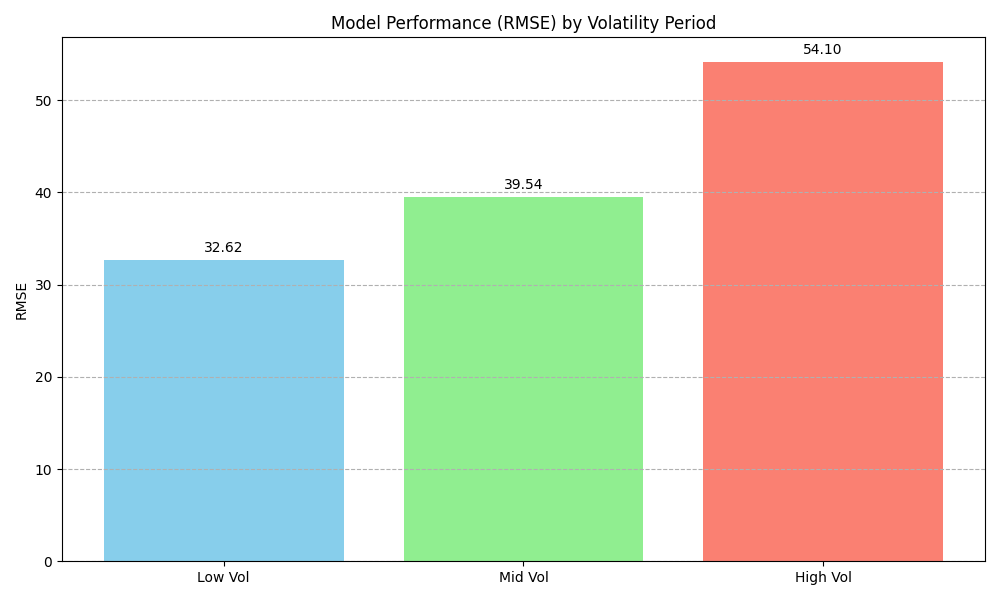 Model Performance (RMSE) by Volatility Period
54.10
50
39.54
40
32.62
30
RMSE
20
10
0
Low Vol
Mid Vol
High Vol